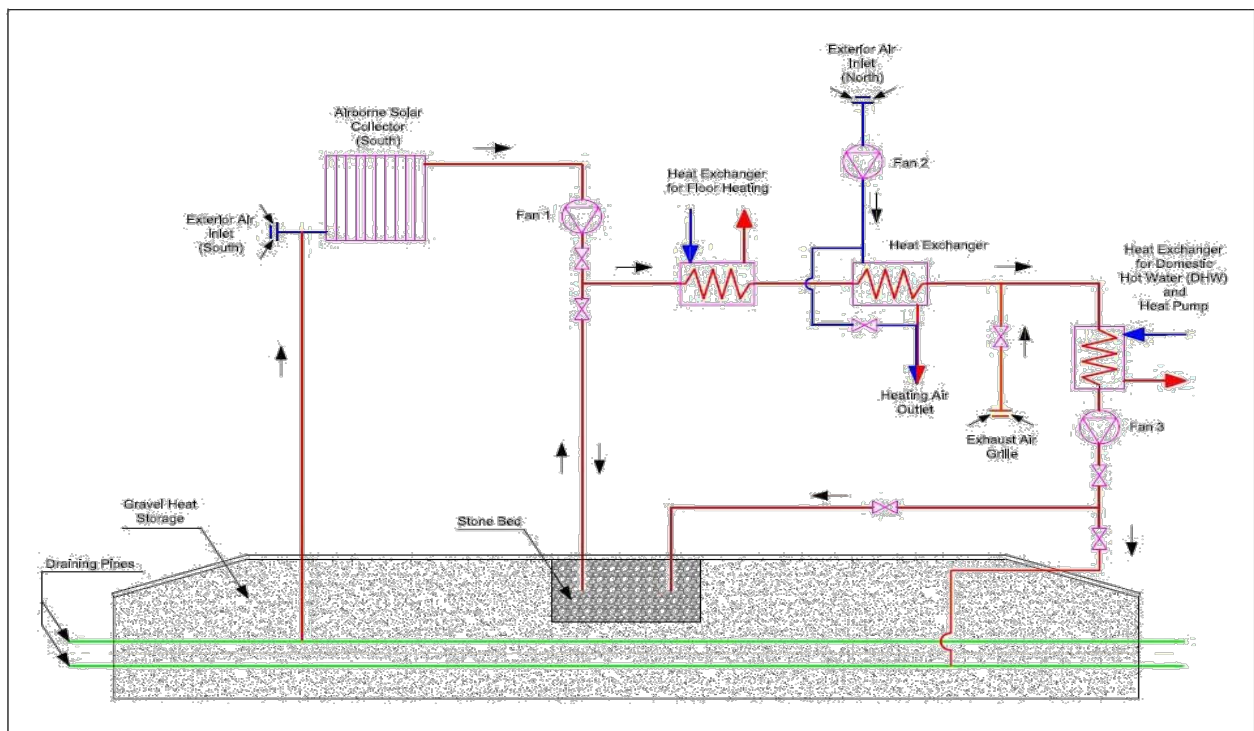 Exterior Air
Inlet
(North)
Airborne Solar
Collector
(South)
Fan 2
Heat Exchanger
for Floor Heating
Fan 1
Exterior Air
Inlet
(South)
Heat Exchanger
Heat Exchanger
for Domestic
Hot Water (DHW)
and
Heat Pump
Heating Air
Outlet
Exhaust Air
Grille
Fan 3
Gravel Heat
Storage
Stone Bed
Draining Pipes